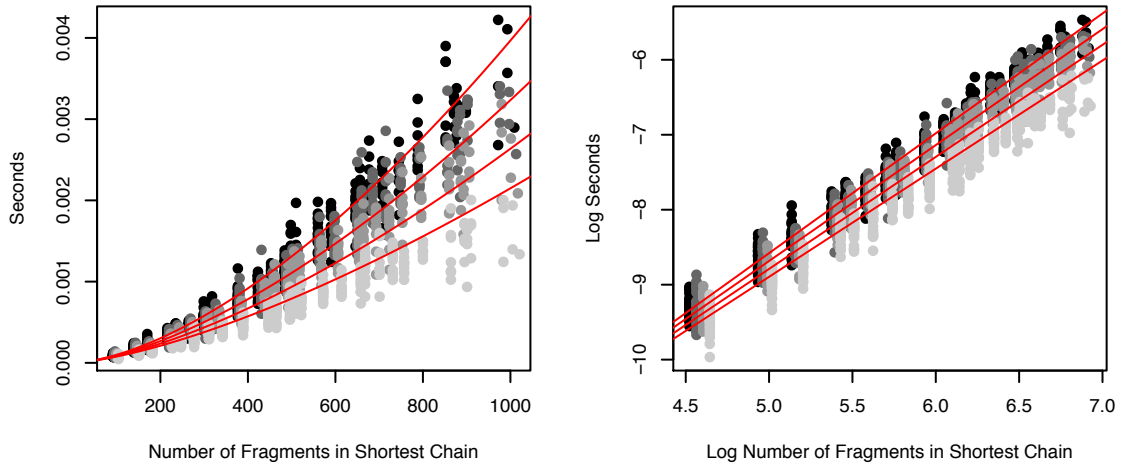 0.004
0.003
0.002
0.001
0.000
Seconds
200 400 600 800 1000
Number of Fragments in Shortest Chain
−6
−7
−8
−9
−10
Log Seconds
4.5 5.0 5.5 6.0 6.5 7.0
Log Number of Fragments in Shortest Chain